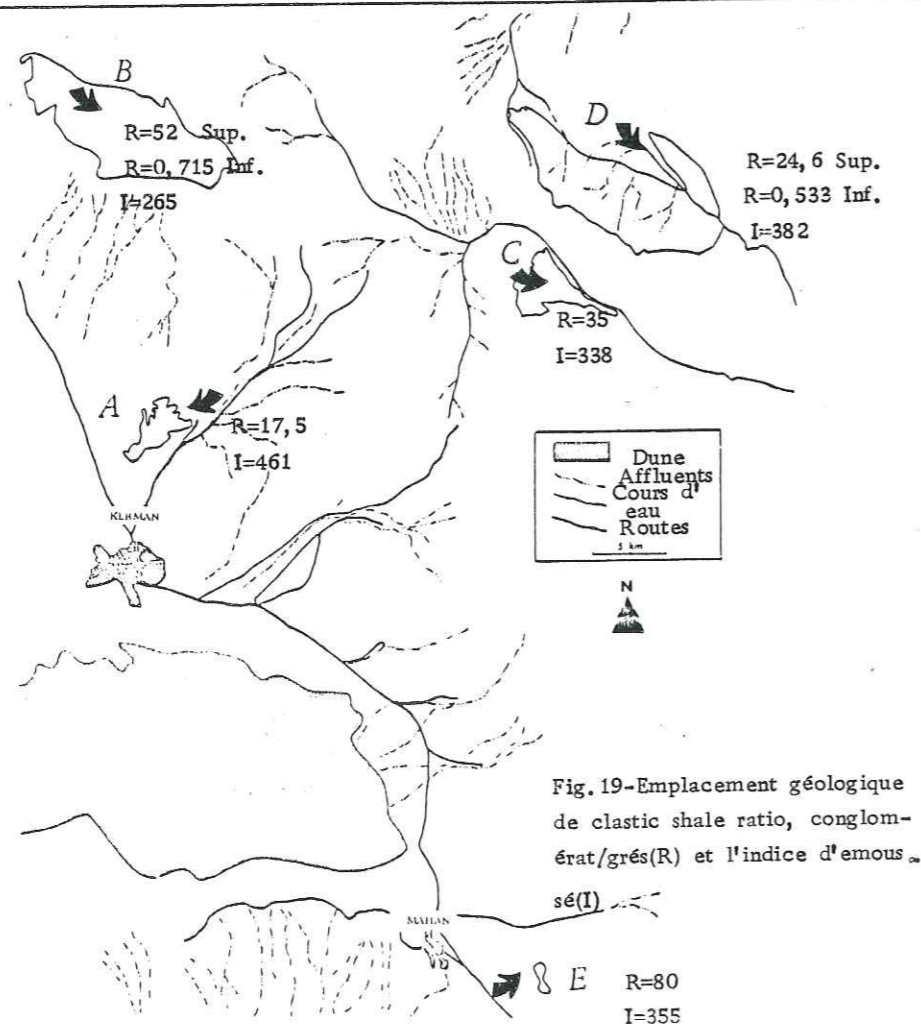 B
R=52 Sup.
R=0,715 Inf.
I=265
D
R=24,6 Sup.
R=0,533 Inf.
I=382
C
R=35
I=338
A
R=17,5
I=461
KERMAN
Dune
Affluents
Cours d'
eau
Routes
5 km
N
Fig. 19-Emplacement géologique
de clastic shale ratio, conglom-
érat/grés(R) et l'indice d'emous
sé(I)
MAHAN
E
R=80
I=355